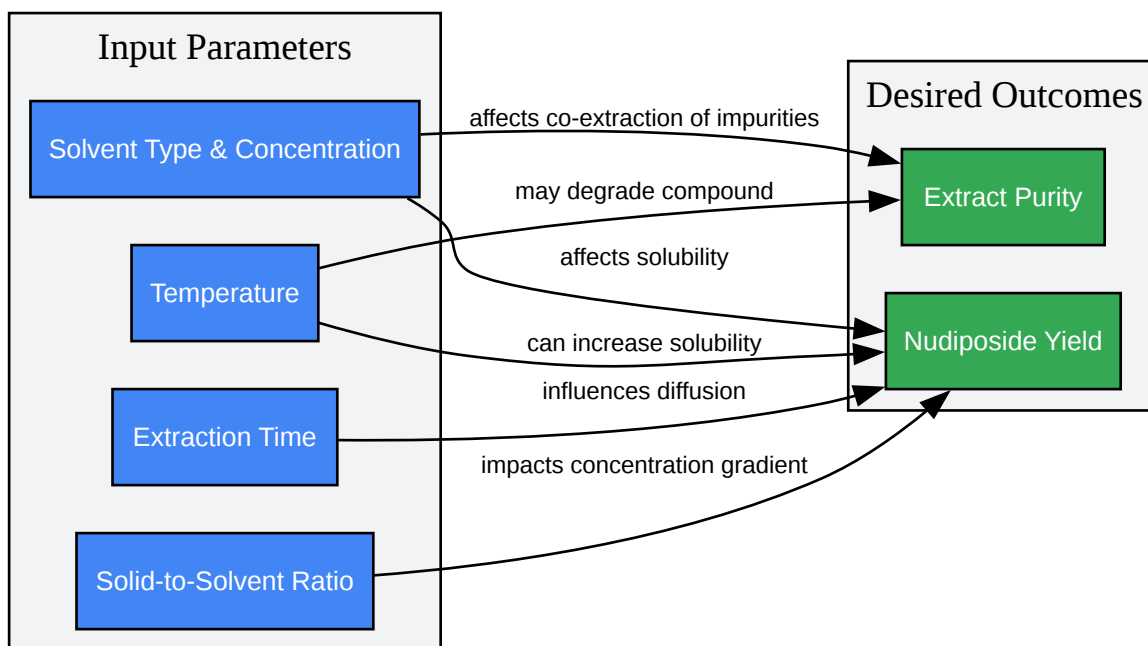 Input Parameters
Desired Outcomes
Solvent Type & Concentration
affects co-extraction of impurities
Extract Purity
may degrade compound
Temperature
affects solubility
can increase solubility
Nudiposide Yield
influences diffusion
Extraction Time
impacts concentration gradient
Solid-to-Solvent Ratio